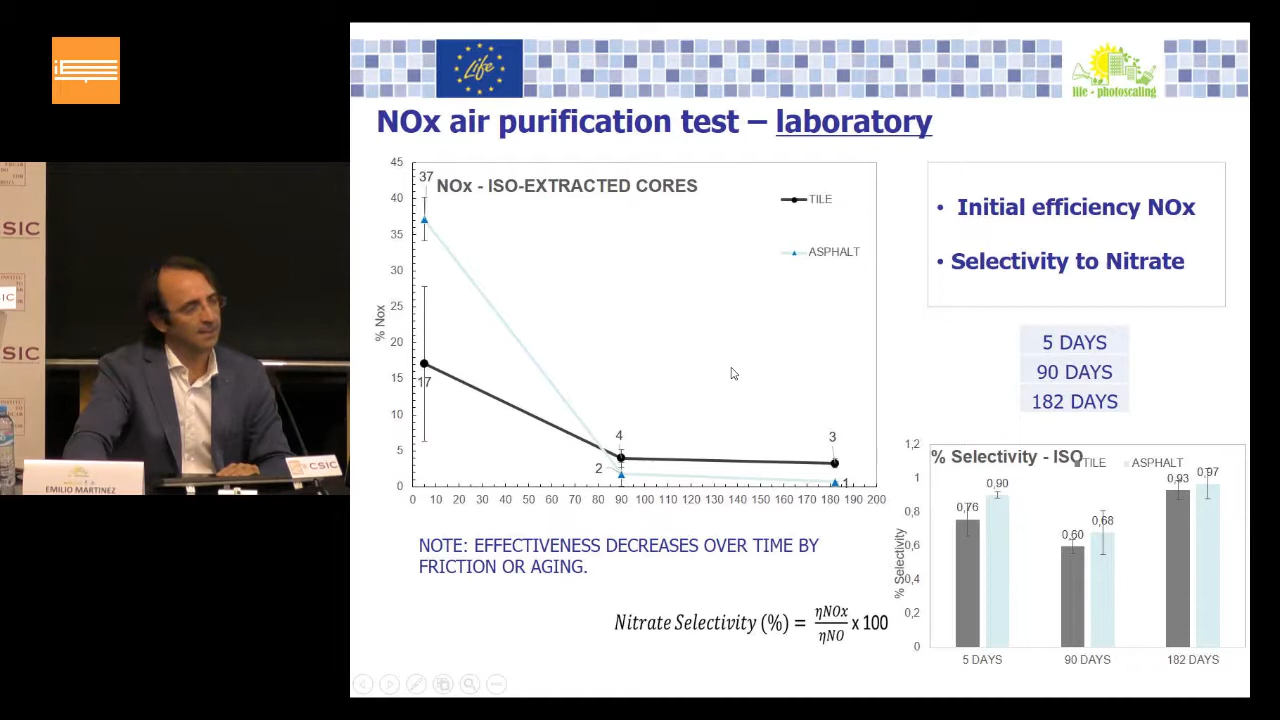 Life
life - photoscaling
NOx air purification test – laboratory
NOx - ISO-EXTRACTED CORES
TILE
ASPHALT
% Nox
45
40
35
30
25
20
15
10
5
0
37
17
4
2
3
1
0 10 20 30 40 50 60 70 80 90 100 110 120 130 140 150 160 170 180 190 200
• Initial efficiency NOx
• Selectivity to Nitrate
5 DAYS
90 DAYS
182 DAYS
NOTE: EFFECTIVENESS DECREASES OVER TIME BY
FRICTION OR AGING.
Nitrate Selectivity (%) = ηNOx/ηNO x 100
% Selectivity - ISO
TILE
ASPHALT
% Selectivity
1,2
1
0,8
0,6
0,4
0,2
0
0,76
0,90
0,60
0,68
0,93
0,97
5 DAYS
90 DAYS
182 DAYS
SIC
SIC
SIC
EMILIO MARTINEZ
CSIC